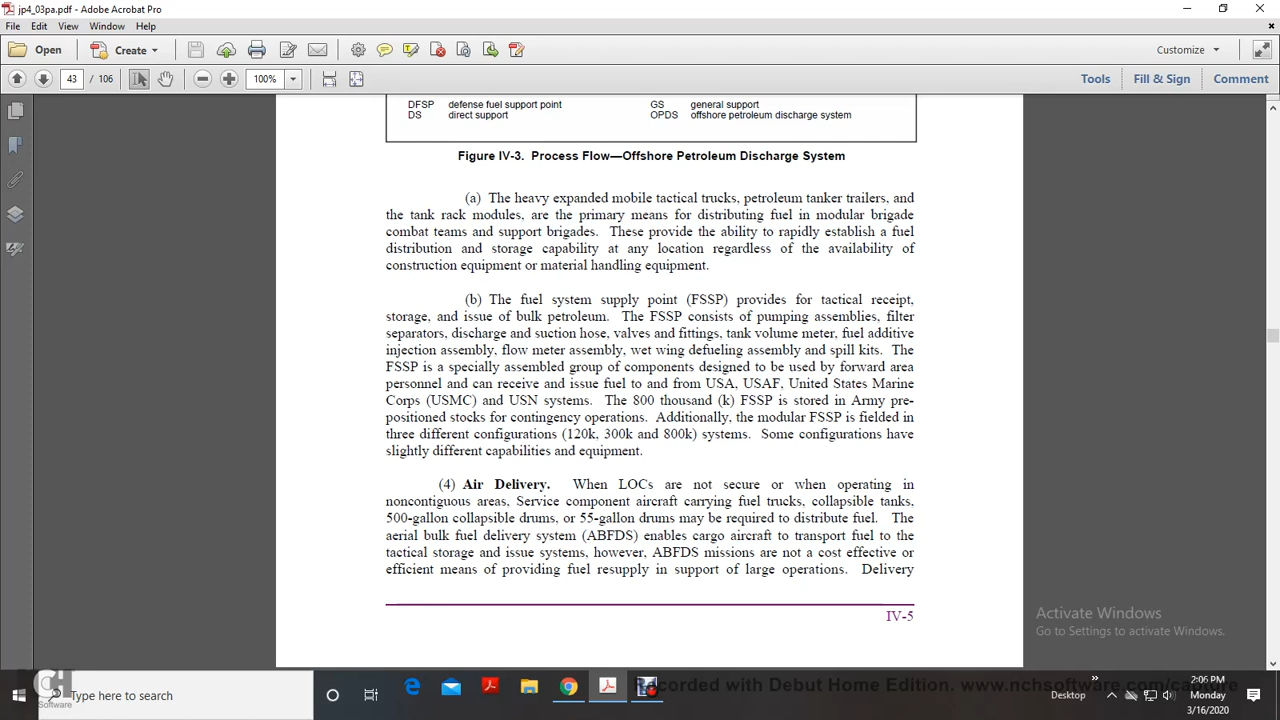 jp4_03pa.pdf - Adobe Acrobat Pro
File Edit View Window Help
Open Create Customize
43 / 106 100% Tools Fill & Sign Comment
DFSP defense fuel support point GS general support
DS direct support OPDS offshore petroleum discharge system
Figure IV-3. Process Flow—Offshore Petroleum Discharge System
(a) The heavy expanded mobile tactical trucks, petroleum tanker trailers, and
the tank rack modules, are the primary means for distributing fuel in modular brigade
combat teams and support brigades. These provide the ability to rapidly establish a fuel
distribution and storage capability at any location regardless of the availability of
construction equipment or material handling equipment.
(b) The fuel system supply point (FSSP) provides for tactical receipt,
storage, and issue of bulk petroleum. The FSSP consists of pumping assemblies, filter
separators, discharge and suction hose, valves and fittings, tank volume meter, fuel additive
injection assembly, flow meter assembly, wet wing defueling assembly and spill kits. The
FSSP is a specially assembled group of components designed to be used by forward area
personnel and can receive and issue fuel to and from USA, USAF, United States Marine
Corps (USMC) and USN systems. The 800 thousand (k) FSSP is stored in Army pre-
positioned stocks for contingency operations. Additionally, the modular FSSP is fielded in
three different configurations (120k, 300k and 800k) systems. Some configurations have
slightly different capabilities and equipment.
(4) Air Delivery. When LOCs are not secure or when operating in
noncontiguous areas, Service component aircraft carrying fuel trucks, collapsible tanks,
500-gallon collapsible drums, or 55-gallon drums may be required to distribute fuel. The
aerial bulk fuel delivery system (ABFDS) enables cargo aircraft to transport fuel to the
tactical storage and issue systems, however, ABFDS missions are not a cost effective or
efficient means of providing fuel resupply in support of large operations. Delivery
IV-5
Activate Windows
Go to Settings to activate Windows.
NCH Software
Type here to search
Recorded with Debut Home Edition. www.nchsoftware.com/capture
Desktop
2:06 PM
Monday
3/16/2020